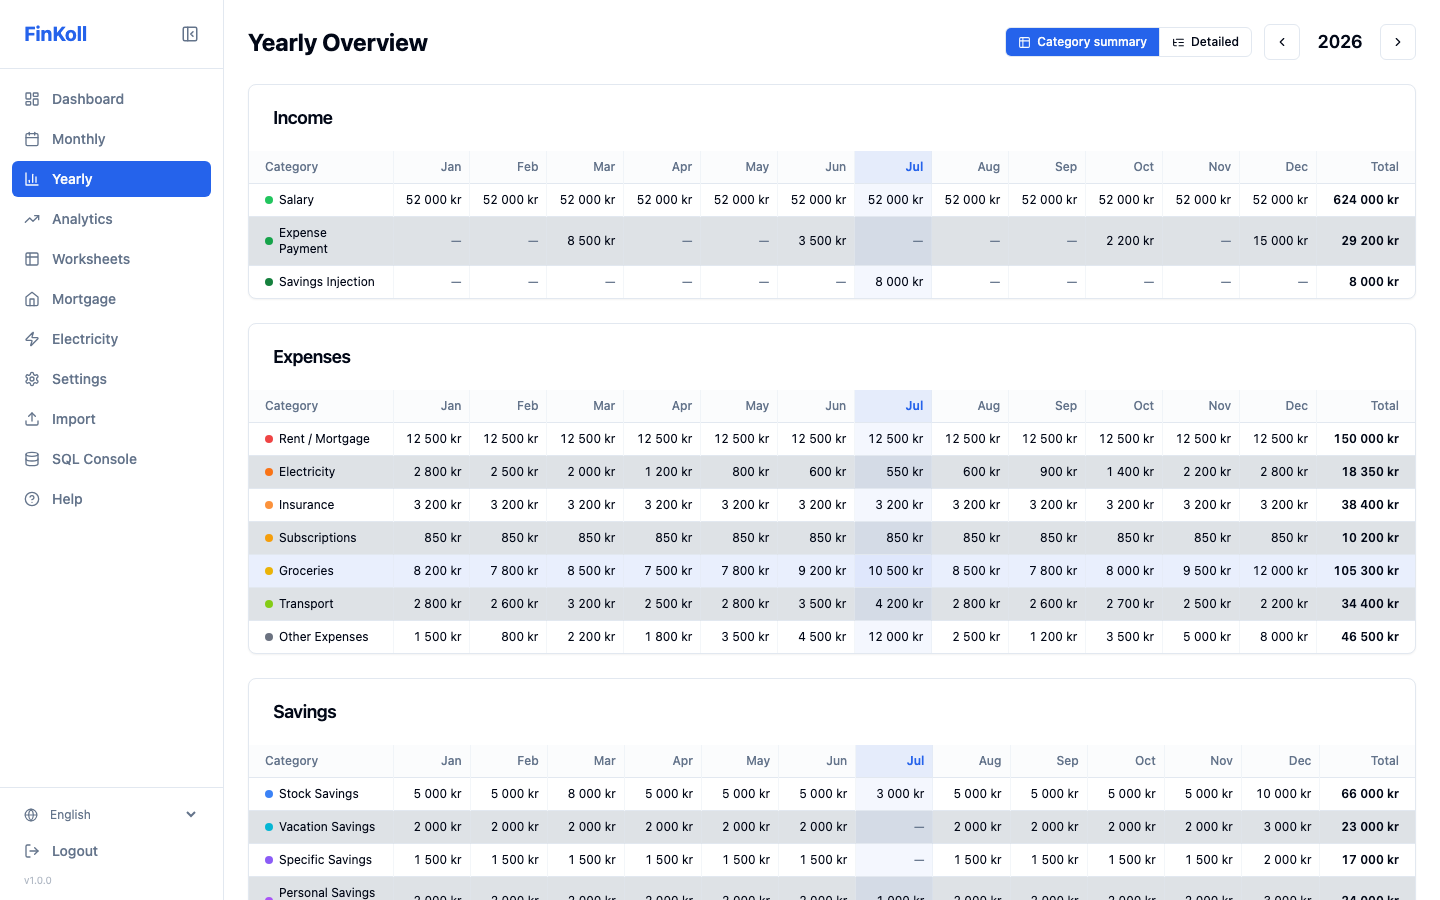 FinKoll
Dashboard
Monthly
Yearly
Analytics
Worksheets
Mortgage
Electricity
Settings
Import
SQL Console
Help
English
Logout
v1.0.0
Yearly Overview
Category summary
Detailed
2026
Income
Category Jan Feb Mar Apr May Jun Jul Aug Sep Oct Nov Dec Total
Salary 52 000 kr 52 000 kr 52 000 kr 52 000 kr 52 000 kr 52 000 kr 52 000 kr 52 000 kr 52 000 kr 52 000 kr 52 000 kr 52 000 kr 624 000 kr
Expense
Payment — — 8 500 kr — — 3 500 kr — — — 2 200 kr — 15 000 kr 29 200 kr
Savings Injection — — — — — — 8 000 kr — — — — — 8 000 kr
Expenses
Category Jan Feb Mar Apr May Jun Jul Aug Sep Oct Nov Dec Total
Rent / Mortgage 12 500 kr 12 500 kr 12 500 kr 12 500 kr 12 500 kr 12 500 kr 12 500 kr 12 500 kr 12 500 kr 12 500 kr 12 500 kr 12 500 kr 150 000 kr
Electricity 2 800 kr 2 500 kr 2 000 kr 1 200 kr 800 kr 600 kr 550 kr 600 kr 900 kr 1 400 kr 2 200 kr 2 800 kr 18 350 kr
Insurance 3 200 kr 3 200 kr 3 200 kr 3 200 kr 3 200 kr 3 200 kr 3 200 kr 3 200 kr 3 200 kr 3 200 kr 3 200 kr 3 200 kr 38 400 kr
Subscriptions 850 kr 850 kr 850 kr 850 kr 850 kr 850 kr 850 kr 850 kr 850 kr 850 kr 850 kr 850 kr 10 200 kr
Groceries 8 200 kr 7 800 kr 8 500 kr 7 500 kr 7 800 kr 9 200 kr 10 500 kr 8 500 kr 7 800 kr 8 000 kr 9 500 kr 12 000 kr 105 300 kr
Transport 2 800 kr 2 600 kr 3 200 kr 2 500 kr 2 800 kr 3 500 kr 4 200 kr 2 800 kr 2 600 kr 2 700 kr 2 500 kr 2 200 kr 34 400 kr
Other Expenses 1 500 kr 800 kr 2 200 kr 1 800 kr 3 500 kr 4 500 kr 12 000 kr 2 500 kr 1 200 kr 3 500 kr 5 000 kr 8 000 kr 46 500 kr
Savings
Category Jan Feb Mar Apr May Jun Jul Aug Sep Oct Nov Dec Total
Stock Savings 5 000 kr 5 000 kr 8 000 kr 5 000 kr 5 000 kr 5 000 kr 3 000 kr 5 000 kr 5 000 kr 5 000 kr 5 000 kr 10 000 kr 66 000 kr
Vacation Savings 2 000 kr 2 000 kr 2 000 kr 2 000 kr 2 000 kr 2 000 kr — 2 000 kr 2 000 kr 2 000 kr 2 000 kr 3 000 kr 23 000 kr
Specific Savings 1 500 kr 1 500 kr 1 500 kr 1 500 kr 1 500 kr 1 500 kr — 1 500 kr 1 500 kr 1 500 kr 1 500 kr 2 000 kr 17 000 kr
Personal Savings